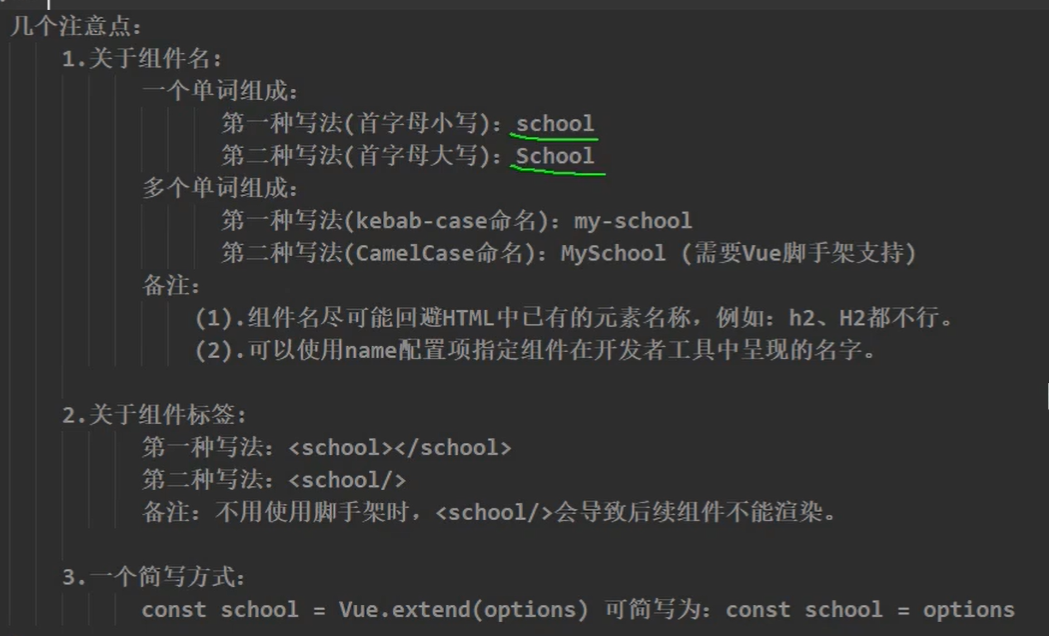 几个注意点：
1.关于组件名：
一个单词组成：
第一种写法(首字母小写)：school
第二种写法(首字母大写)：School
多个单词组成：
第一种写法(kebab-case命名)：my-school
第二种写法(CamelCase命名)：MySchool (需要Vue脚手架支持)
备注：
(1).组件名尽可能回避HTML中已有的元素名称，例如：h2、H2都不行。
(2).可以使用name配置项指定组件在开发者工具中呈现的名字。
2.关于组件标签：
第一种写法：<school></school>
第二种写法：<school/>
备注：不用使用脚手架时，<school/>会导致后续组件不能渲染。
3.一个简写方式：
const school = Vue.extend(options) 可简写为：const school = options